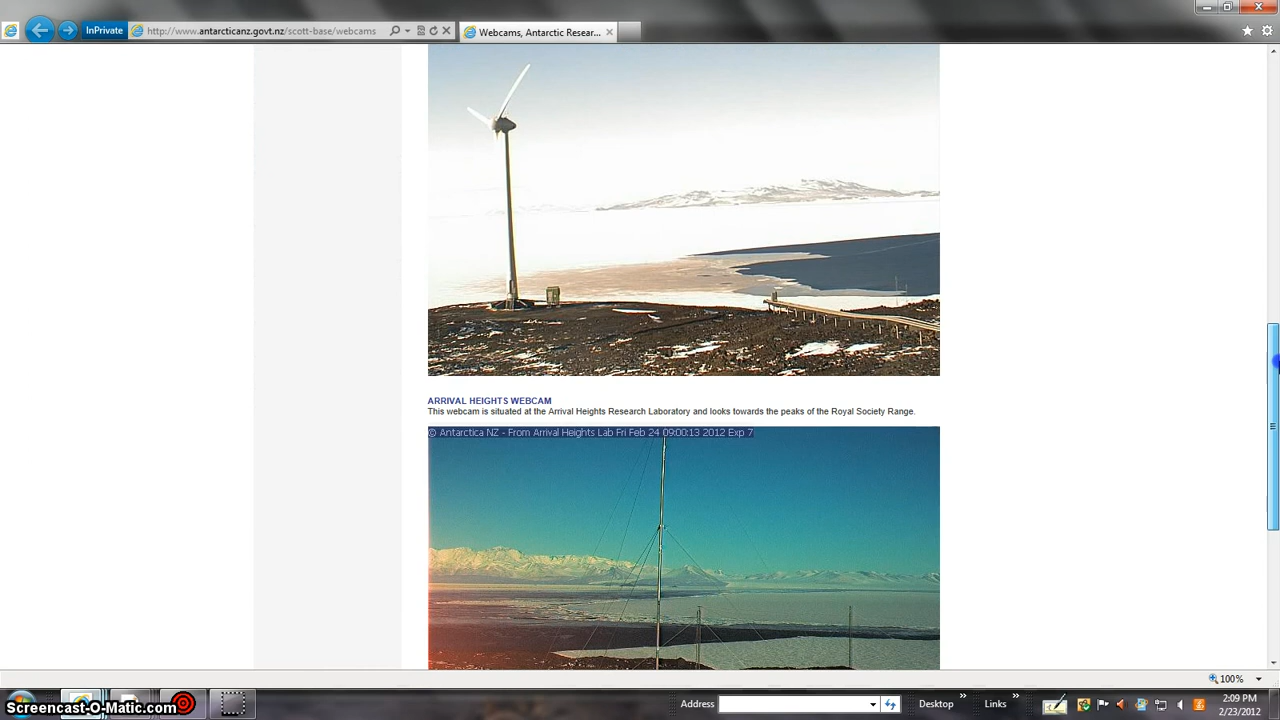 InPrivate
http://www.antarcticanz.govt.nz/scott-base/webcams
Webcams, Antarctic Resear...
ARRIVAL HEIGHTS WEBCAM
This webcam is situated at the Arrival Heights Research Laboratory and looks towards the peaks of the Royal Society Range.
© Antarctica NZ - From Arrival Heights Lab Fri Feb 24 09:00:13 2012 Exp 7
100%
Address
Desktop
Links
2:09 PM
2/23/2012
Screencast-O-Matic.com